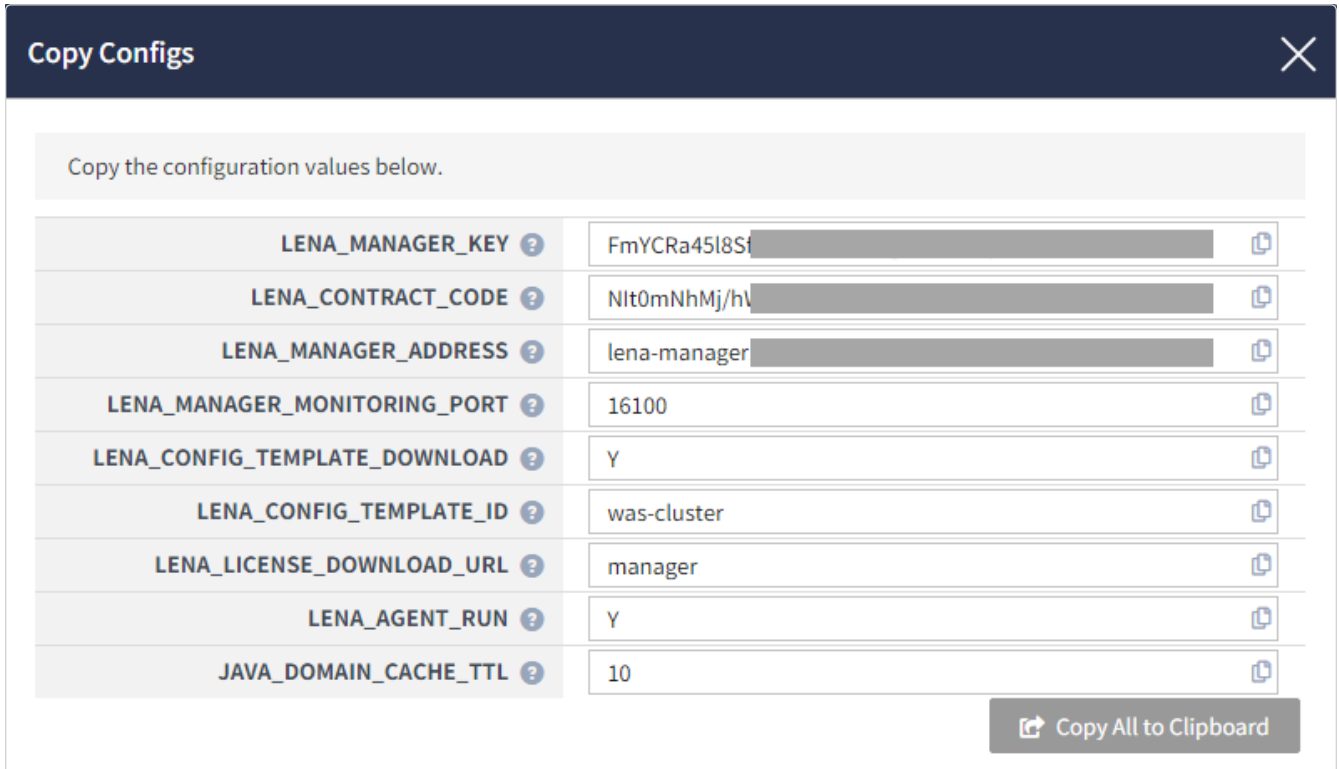 Copy Configs
Copy the configuration values below.
LENA_MANAGER_KEY FmYCRa45l8Sf
LENA_CONTRACT_CODE NIt0mNhMj/h
LENA_MANAGER_ADDRESS lena-manager
LENA_MANAGER_MONITORING_PORT 16100
LENA_CONFIG_TEMPLATE_DOWNLOAD Y
LENA_CONFIG_TEMPLATE_ID was-cluster
LENA_LICENSE_DOWNLOAD_URL manager
LENA_AGENT_RUN Y
JAVA_DOMAIN_CACHE_TTL 10
Copy All to Clipboard